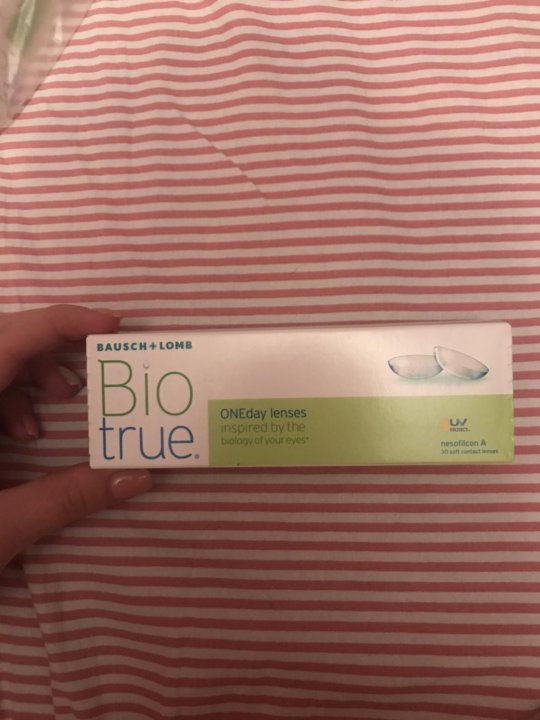 BAUSCH + LOMB
Bio
true®
ONEday lenses
inspired by the
biology of your eyes*
UV
PROTECT™
nesofilcon A
30 soft contact lenses